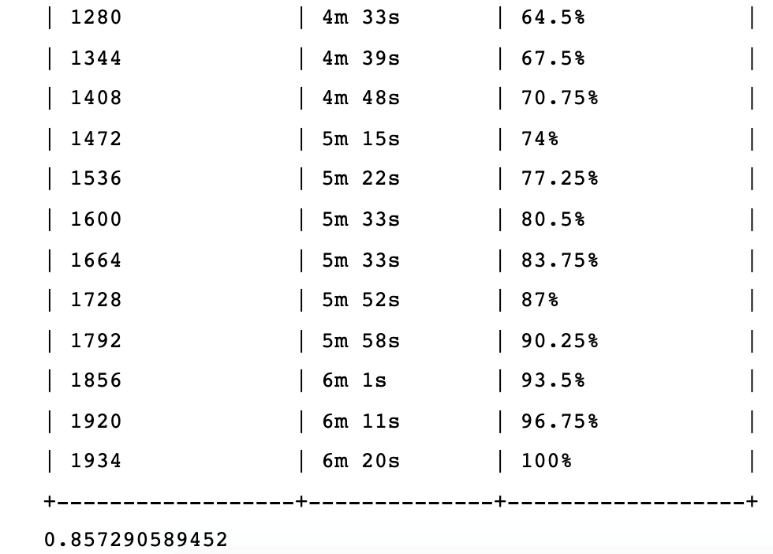 | 1280 | 4m 33s | 64.5% |
| 1344 | 4m 39s | 67.5% |
| 1408 | 4m 48s | 70.75% |
| 1472 | 5m 15s | 74% |
| 1536 | 5m 22s | 77.25% |
| 1600 | 5m 33s | 80.5% |
| 1664 | 5m 33s | 83.75% |
| 1728 | 5m 52s | 87% |
| 1792 | 5m 58s | 90.25% |
| 1856 | 6m 1s | 93.5% |
| 1920 | 6m 11s | 96.75% |
| 1934 | 6m 20s | 100% |
+------------------+--------------+------------------+
0.857290589452